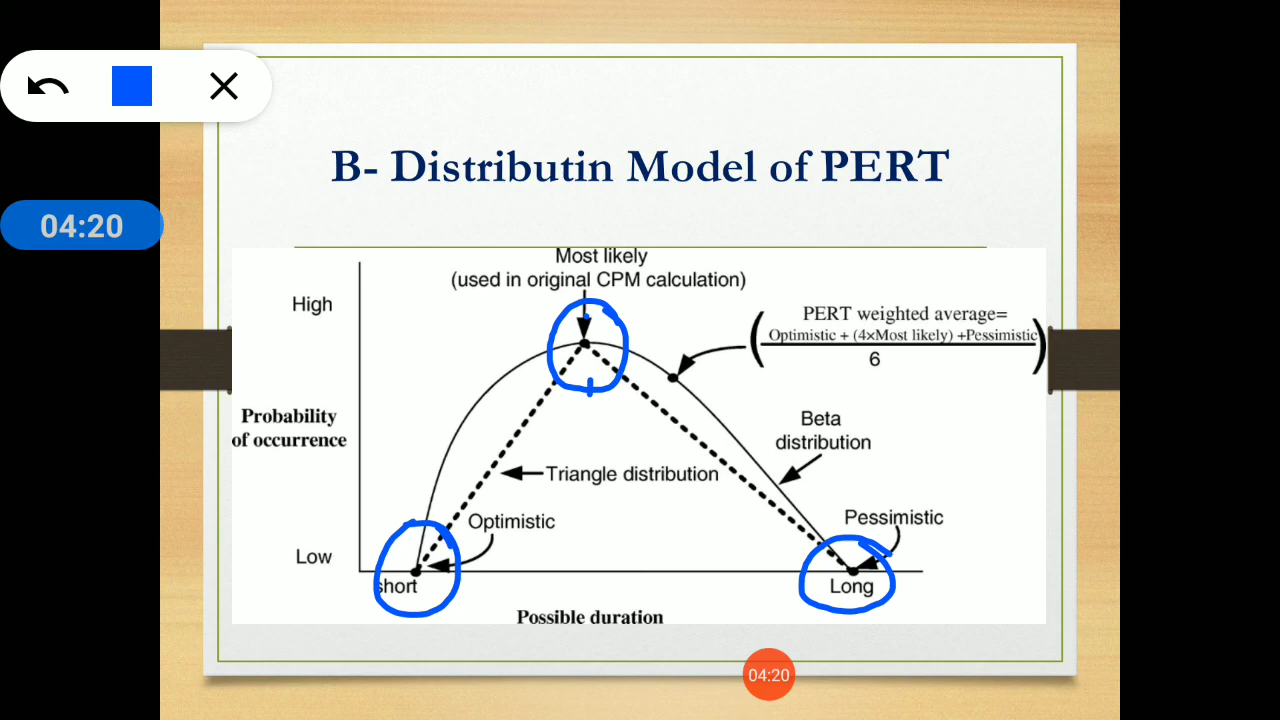 04:20
B- Distributin Model of PERT
Most likely
(used in original CPM calculation)
High
PERT weighted average=
Optimistic + (4×Most likely) +Pessimistic
6
Probability
of occurrence
Beta
distribution
Triangle distribution
Optimistic
Pessimistic
Low
short
Long
Possible duration
04:20